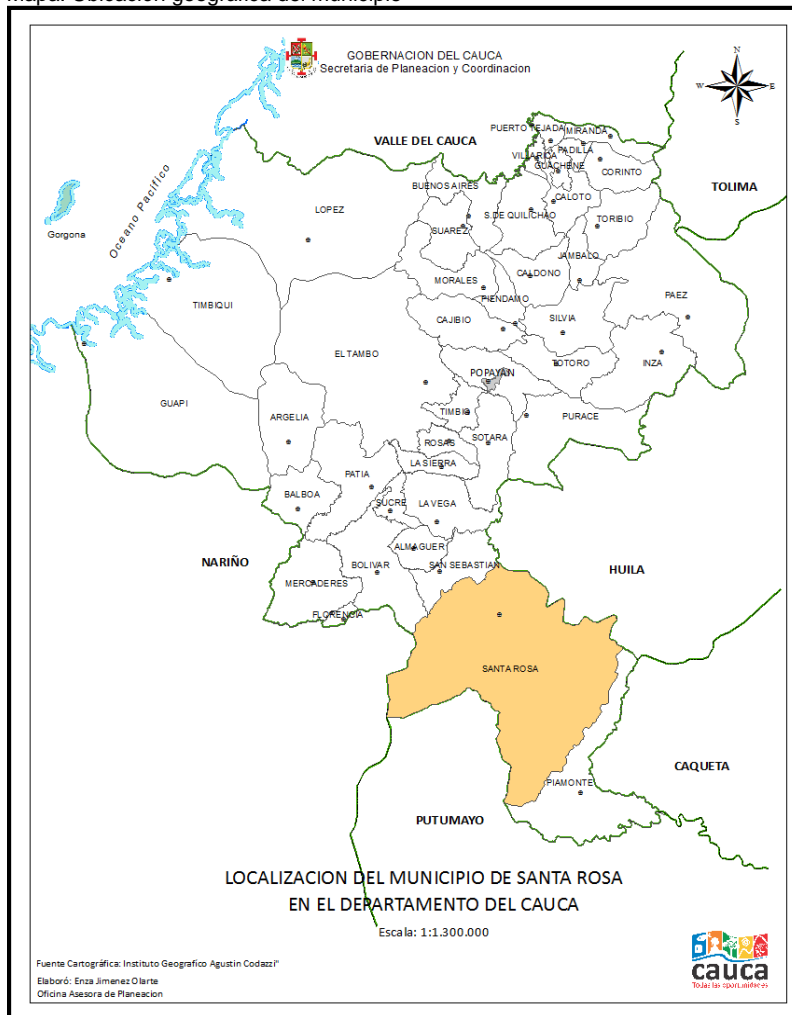 Mapa: Ubicación geográfica del municipio
GOBERNACION DEL CAUCA
Secretaria de Planeacion y Coordinacion
N
W
E
S
VALLE DEL CAUCA
PUERTO TEJADA
MIRANDA
PADILLA
VILLARICA
GUACHENE
CORINTO
TOLIMA
BUENOS AIRES
CALOTO
LOPEZ
S.DE QUILICHAO
TORIBIO
SUAREZ
Oceano Pacifico
Gorgona
JAMBALO
CALDONO
MORALES
PAEZ
PIENDAMO
TIMBIQUI
CAJIBIO
SILVIA
EL TAMBO
TOTORO
INZA
POPAYAN
GUAPI
TIMBIO
ARGELIA
PURACE
SOTARA
ROSAS
LA SIERRA
PATIA
BALBOA
SUCRE
LA VEGA
ALMAGUER
NARIÑO
BOLIVAR
SAN SEBASTIAN
HUILA
MERCADERES
FLORENCIA
SANTA ROSA
CAQUETA
PIAMONTE
PUTUMAYO
LOCALIZACION DEL MUNICIPIO DE SANTA ROSA
EN EL DEPARTAMENTO DEL CAUCA
Escala: 1:1.300.000
Fuente Cartográfica: Instituto Geografico Agustin Codazzi"
Elaboró: Enza Jimenez Olarte
Oficina Asesora de Planeacion
cauca
Todas las oportunidades